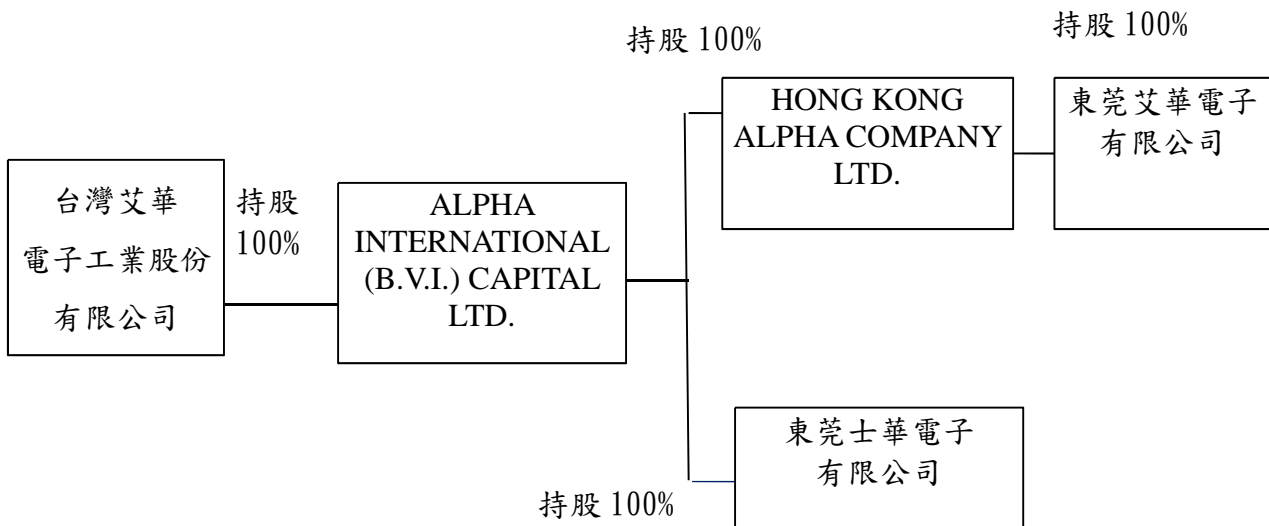 台灣艾華
電子工業股份
有限公司
持股
100%
ALPHA
INTERNATIONAL
(B.V.I.) CAPITAL
LTD.
持股 100%
HONG KONG
ALPHA COMPANY
LTD.
持股 100%
東莞艾華電子
有限公司
持股 100%
東莞士華電子
有限公司